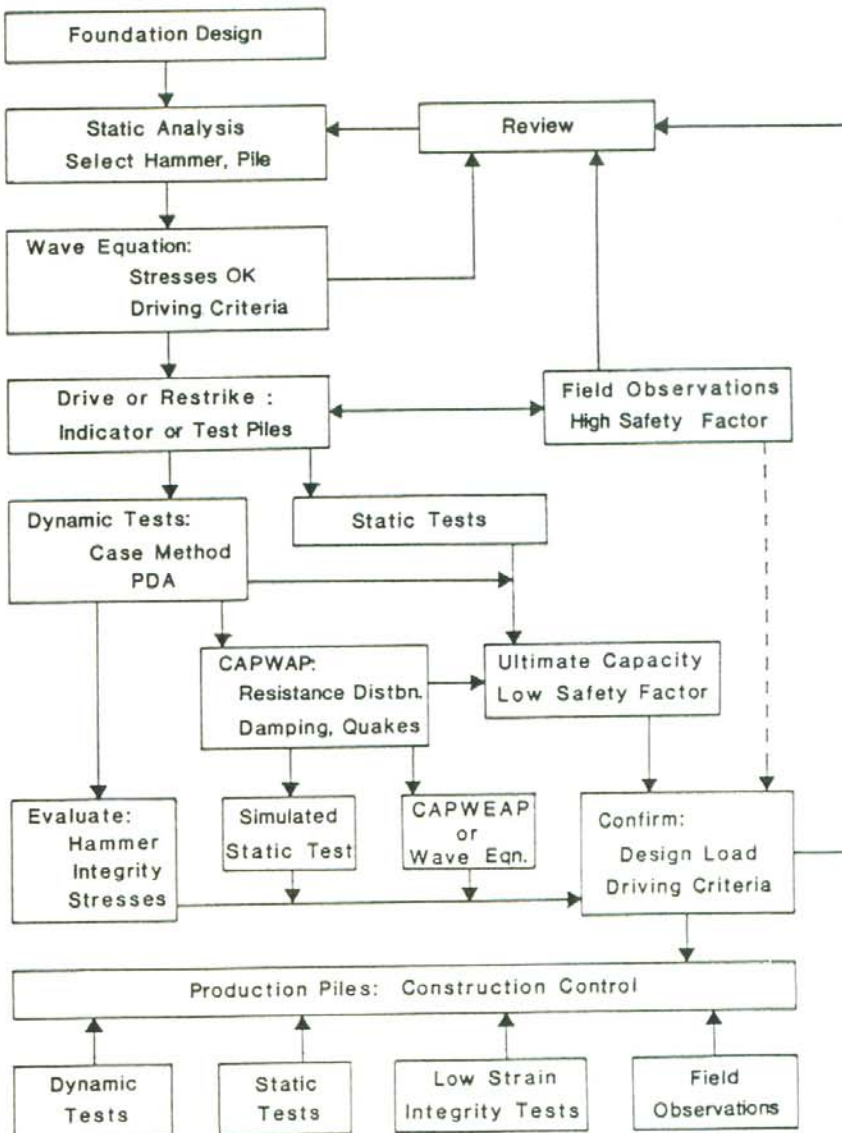 Foundation Design
Static Analysis
Select Hammer, Pile
Review
Wave Equation:
Stresses OK
Driving Criteria
Drive or Restrike :
Indicator or Test Piles
Field Observations
High Safety Factor
Dynamic Tests:
Case Method
PDA
Static Tests
CAPWAP:
Resistance Distbn.
Damping, Quakes
Ultimate Capacity
Low Safety Factor
Evaluate:
Hammer
Integrity
Stresses
Simulated
Static Test
CAPWEAP
or
Wave Eqn.
Confirm:
Design Load
Driving Criteria
Production Piles: Construction Control
Dynamic
Tests
Static
Tests
Low Strain
Integrity Tests
Field
Observations